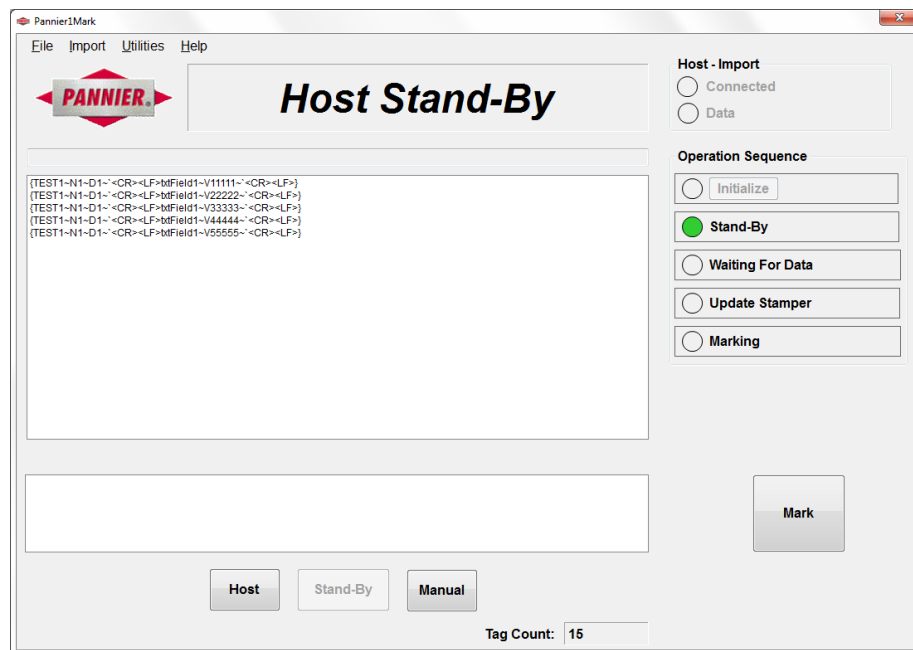 Pannier1Mark
File Import Utilities Help
PANNIER®
Host Stand-By
Host - Import
Connected
Data
{TEST1~N1~D1~`<CR><LF>txtField1~V11111~`<CR><LF>}
{TEST1~N1~D1~`<CR><LF>txtField1~V22222~`<CR><LF>}
{TEST1~N1~D1~`<CR><LF>txtField1~V33333~`<CR><LF>}
{TEST1~N1~D1~`<CR><LF>txtField1~V44444~`<CR><LF>}
{TEST1~N1~D1~`<CR><LF>txtField1~V55555~`<CR><LF>}
Operation Sequence
Initialize
Stand-By
Waiting For Data
Update Stamper
Marking
Mark
Host
Stand-By
Manual
Tag Count: 15